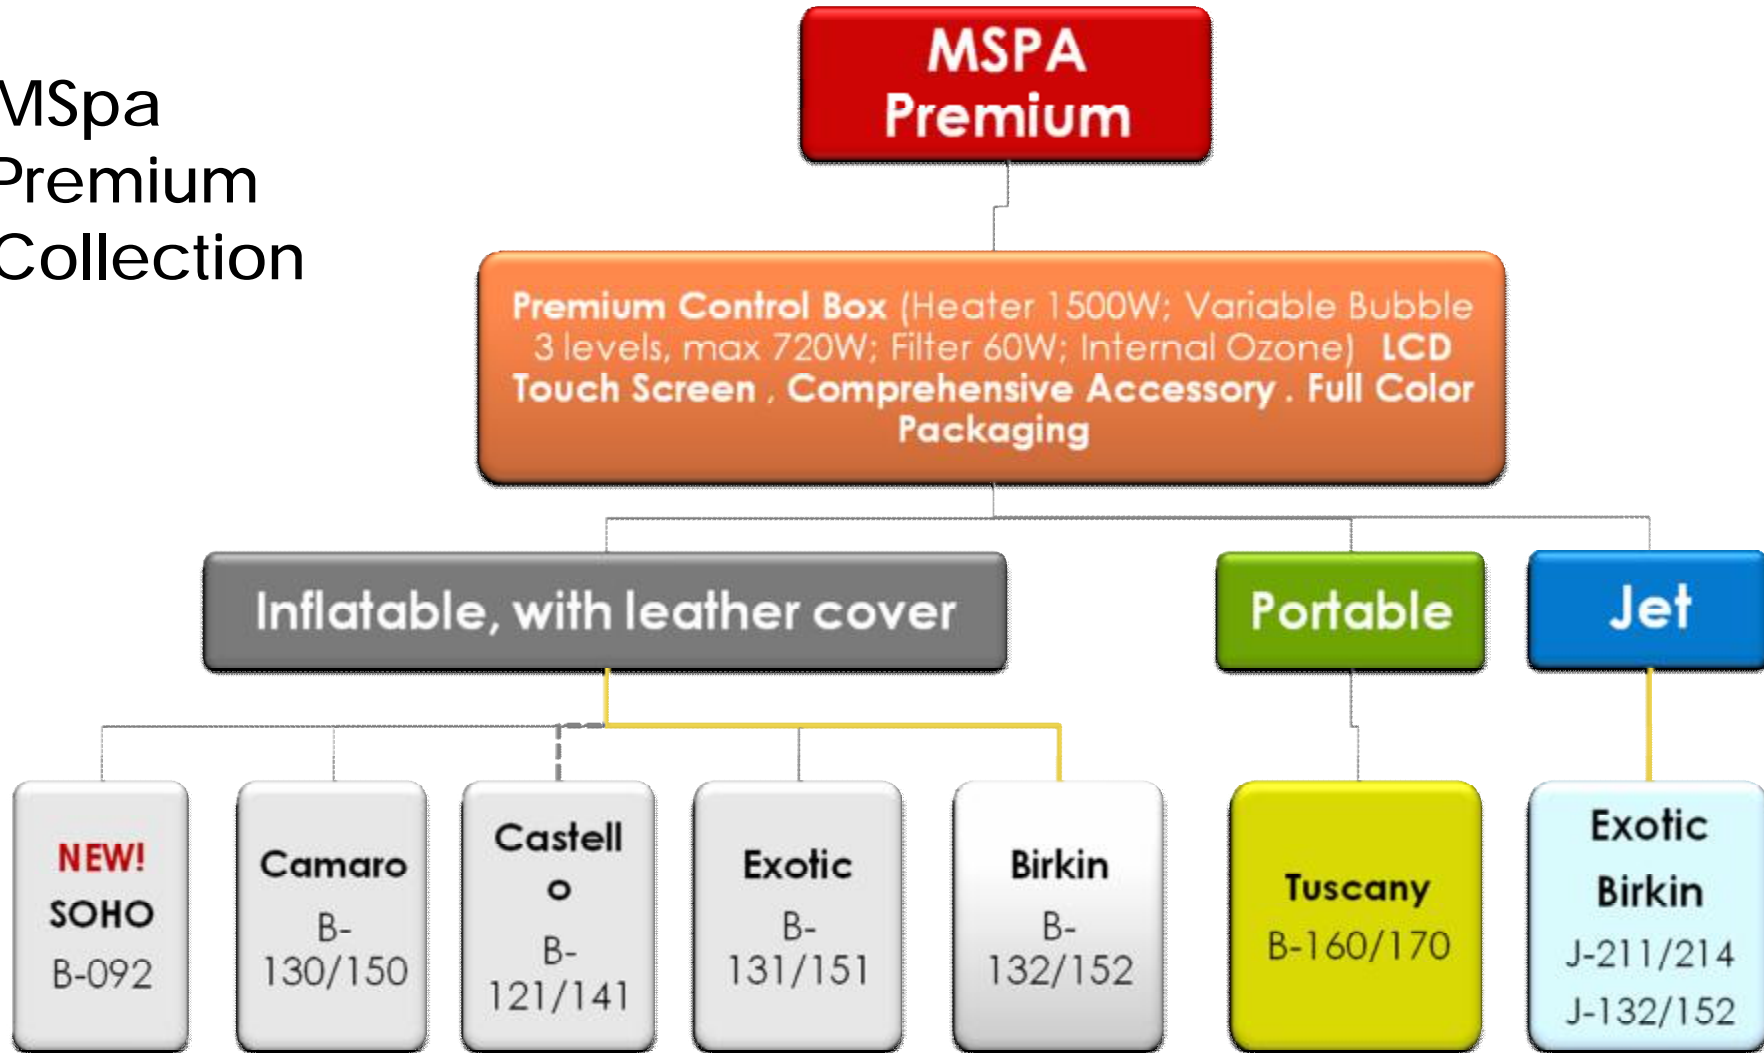 MSpa
Premium
Collection
MSPA
Premium
Premium Control Box (Heater 1500W; Variable Bubble
3 levels, max 720W; Filter 60W; Internal Ozone) LCD
Touch Screen , Comprehensive Accessory . Full Color
Packaging
Inflatable, with leather cover
Portable
Jet
NEW!
SOHO
B-092
Camaro
B-
130/150
Castell
o
B-
121/141
Exotic
B-
131/151
Birkin
B-
132/152
Tuscany
B-160/170
Exotic
Birkin
J-211/214
J-132/152